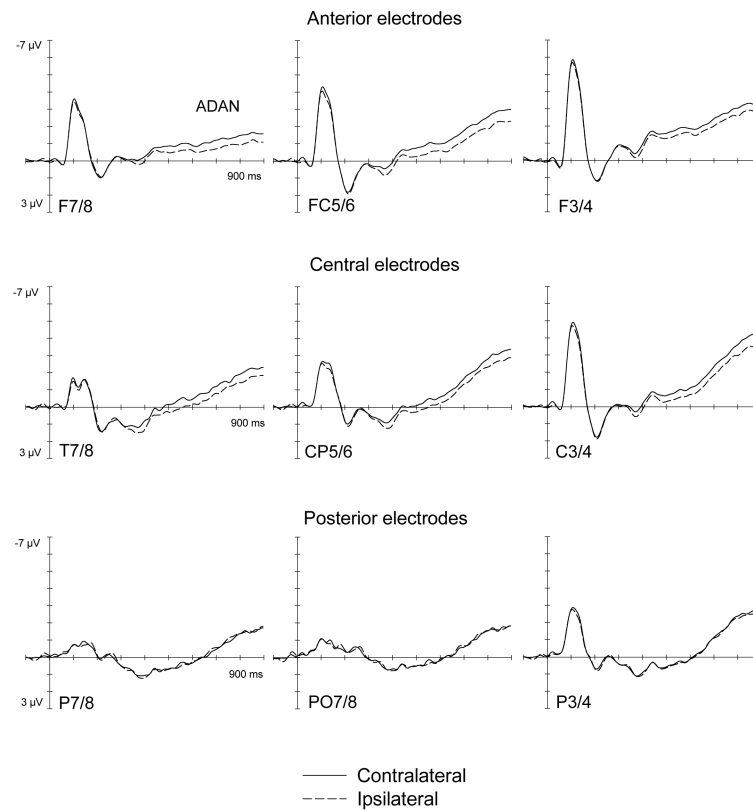 Anterior electrodes
-7 µV
ADAN
900 ms
3 µV
F7/8
FC5/6
F3/4
Central electrodes
-7 µV
900 ms
3 µV
T7/8
CP5/6
C3/4
Posterior electrodes
-7 µV
900 ms
3 µV
P7/8
PO7/8
P3/4
Contralateral
Ipsilateral